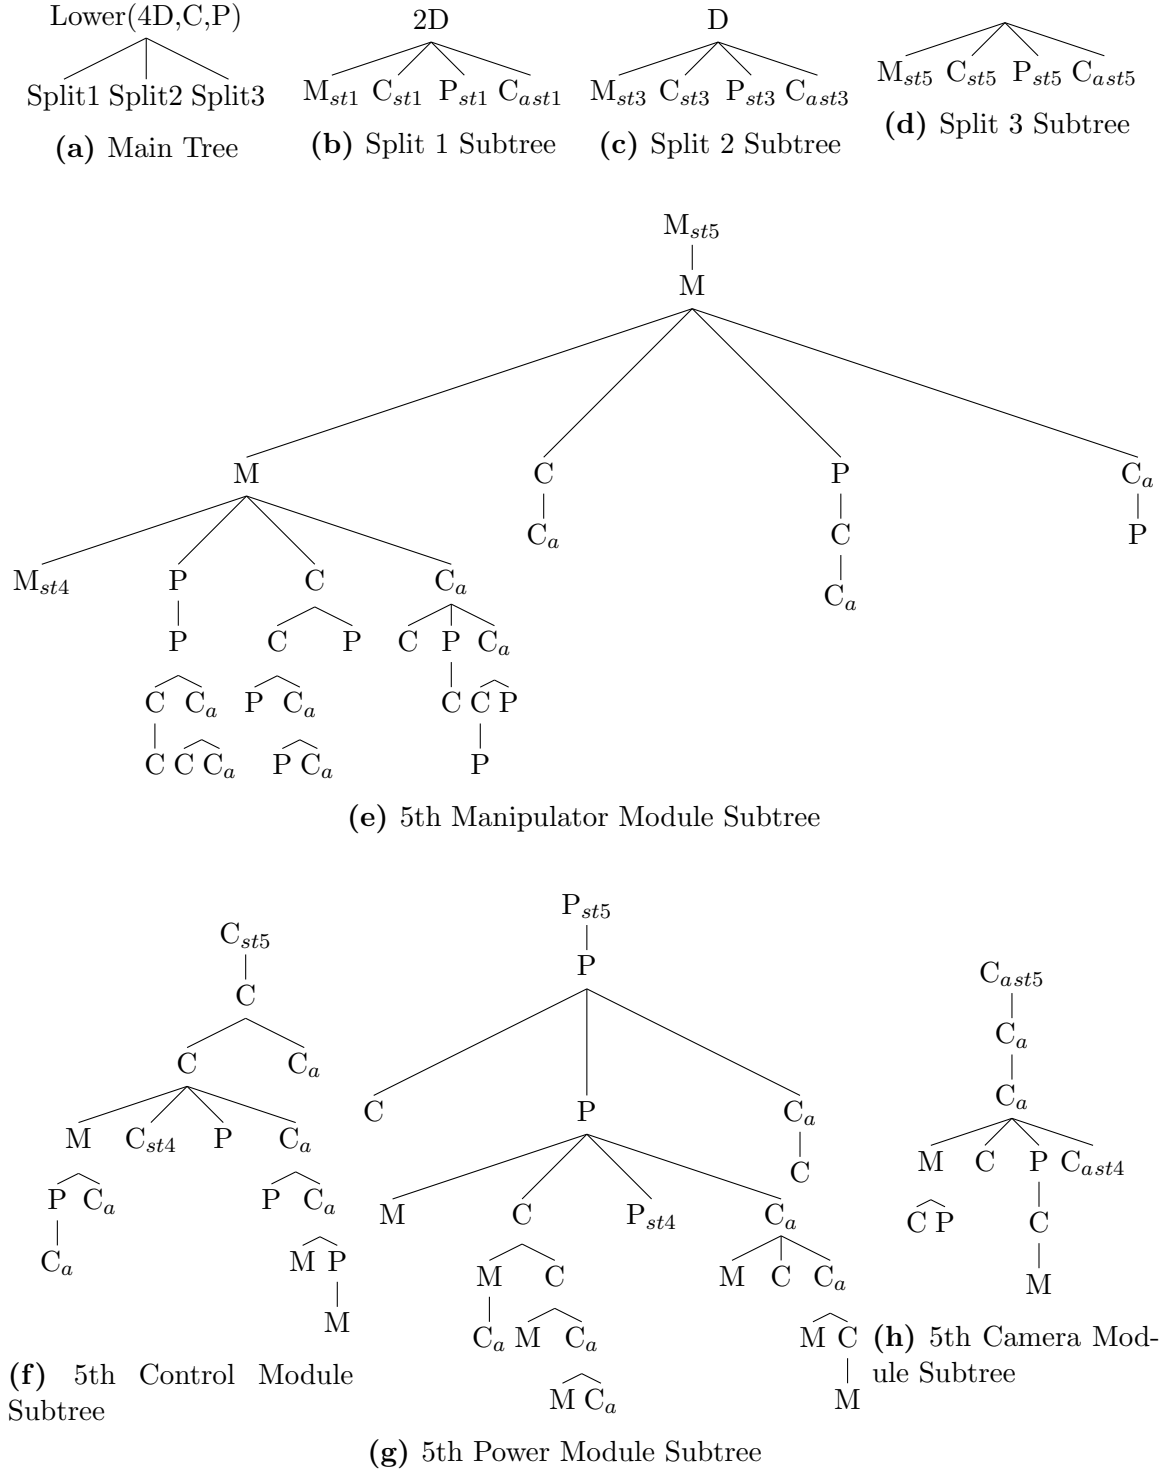 Lower(4D,C,P) 2D D
Split1 Split2 Split3 M_st1 C_st1 P_st1 C_ast1 M_st3 C_st3 P_st3 C_ast3 M_st5 C_st5 P_st5 C_ast5
(a) Main Tree (b) Split 1 Subtree (c) Split 2 Subtree (d) Split 3 Subtree
M_st5
M
M C P C_a
C_a C P
C_a
M_st4 P C C_a
P C P C P C_a
C C_a P C_a C C P
C C C_a P C_a P
(e) 5th Manipulator Module Subtree
C_st5
C
C C_a
M C_st4 P C_a
P C_a P C_a
C_a M P
M
(f) 5th Control Module
Subtree
P_st5
P
C P C_a
C
M C P_st4 C_a
M C M C C_a
C_a M C_a M C
M C_a M
(g) 5th Power Module Subtree
C_ast5
C_a
C_a
M C P C_ast4
C P C
M
(h) 5th Camera Mod-
ule Subtree